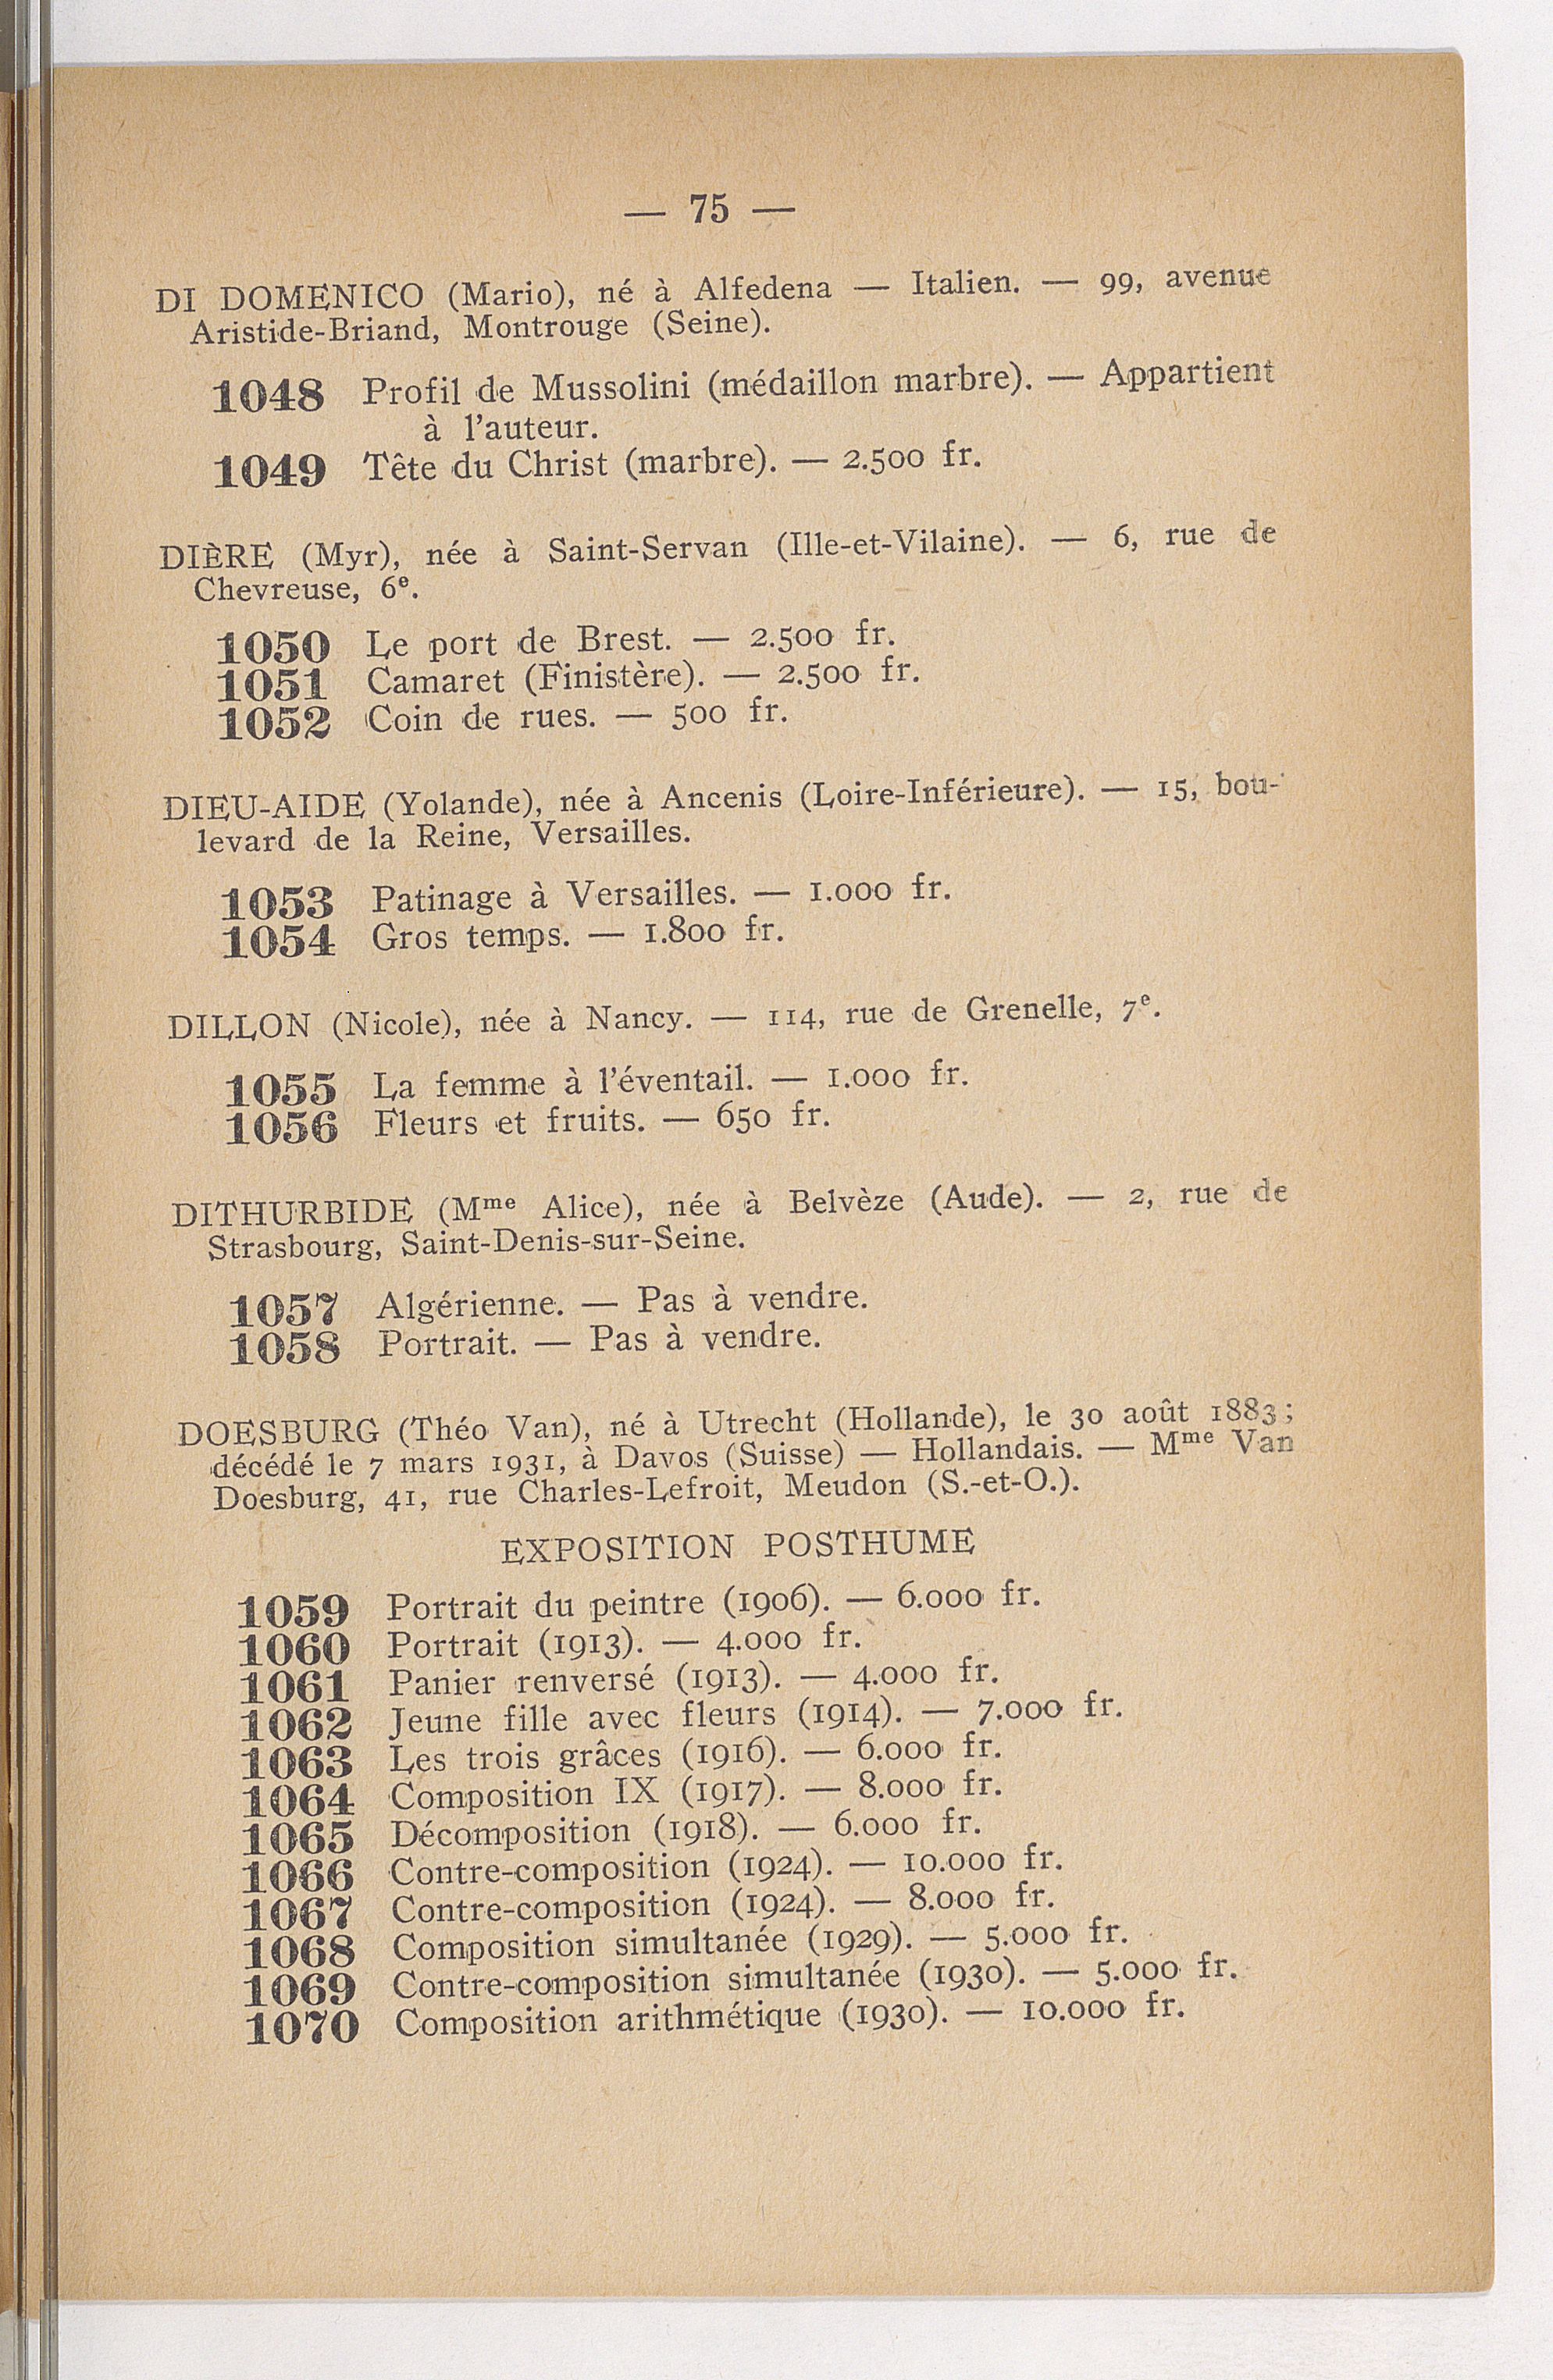 — 75 —
DI DOMENICO (Mario), né à Alfedena — Italien. — 99, avenue
Aristide-Briand, Montrouge (Seine).
1048 Profil de Mussolini (médaillon marbre). — Appartient
à l'auteur.
1049 Tête du Christ (marbre). — 2.500 fr.
DIÈRE (Myr), née à Saint-Servan (Ille-et-Vilaine). — 6, rue de
Chevreuse, 6e.
1050 Le port de Brest. — 2.500 fr.
1051 Camaret (Finistère). — 2.500 fr.
1052 Coin de rues. — 500 fr.
DIEU-AIDE (Yolande), née à Ancenis (Loire-Inférieure). — 15, bou-
levard de la Reine, Versailles.
1053 Patinage à Versailles. — 1.000 fr.
1054 Gros temps. — 1.800 fr.
DILLON (Nicole), née à Nancy. — 114, rue de Grenelle, 7e.
1055 La femme à l'éventail. — 1.000 fr.
1056 Fleurs et fruits. — 650 fr.
DITHURBIDE (Mme Alice), née à Belvèze (Aude). — 2, rue de
Strasbourg, Saint-Denis-sur-Seine.
1057 Algérienne. — Pas à vendre.
1058 Portrait. — Pas à vendre.
DOESBURG (Théo Van), né à Utrecht (Hollande), le 30 août 1883;
décédé le 7 mars 1931, à Davos (Suisse) — Hollandais. — Mme Van
Doesburg, 41, rue Charles-Lefroit, Meudon (S.-et-O.).
EXPOSITION POSTHUME
1059 Portrait du peintre (1906). — 6.000 fr.
1060 Portrait (1913). — 4.000 fr.
1061 Panier renversé (1913). — 4.000 fr.
1062 Jeune fille avec fleurs (1914). — 7.000 fr.
1063 Les trois grâces (1916). — 6.000 fr.
1064 Composition IX (1917). — 8.000 fr.
1065 Décomposition (1918). — 6.000 fr.
1066 Contre-composition (1924). — 10.000 fr.
1067 Contre-composition (1924). — 8.000 fr.
1068 Composition simultanée (1929). — 5.000 fr.
1069 Contre-composition simultanée (1930). — 5.000 fr.
1070 Composition arithmétique (1930). — 10.000 fr.